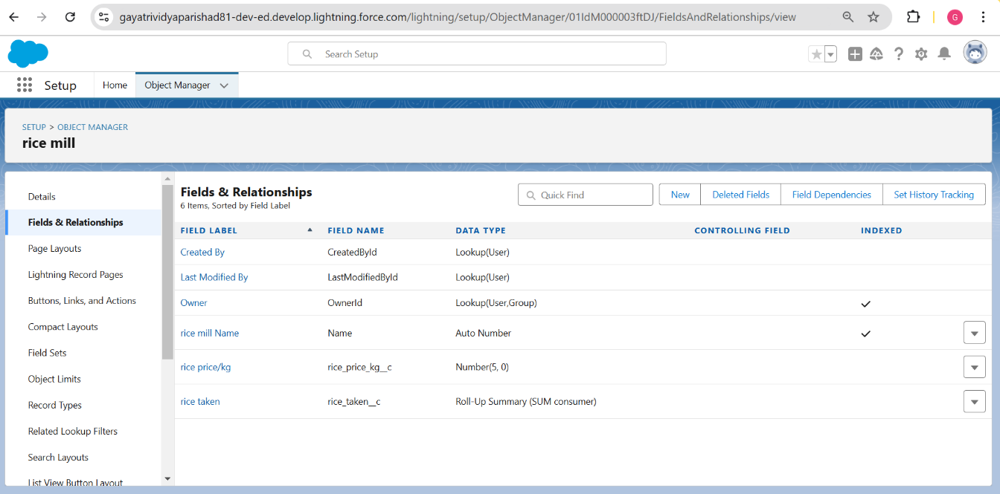 gayatrividyaparishad81-dev-ed.develop.lightning.force.com/lightning/setup/ObjectManager/01IdM000003ftDJ/FieldsAndRelationships/view
G
Search Setup
Setup
Home
Object Manager
SETUP > OBJECT MANAGER
rice mill
Details
Fields & Relationships
Page Layouts
Lightning Record Pages
Buttons, Links, and Actions
Compact Layouts
Field Sets
Object Limits
Record Types
Related Lookup Filters
Search Layouts
List View Button Layout
Fields & Relationships
6 Items, Sorted by Field Label
Quick Find
New
Deleted Fields
Field Dependencies
Set History Tracking
FIELD LABEL FIELD NAME DATA TYPE CONTROLLING FIELD INDEXED
Created By CreatedById Lookup(User)
Last Modified By LastModifiedById Lookup(User)
Owner OwnerId Lookup(User,Group)
rice mill Name Name Auto Number
rice price/kg rice_price_kg__c Number(5, 0)
rice taken rice_taken__c Roll-Up Summary (SUM consumer)